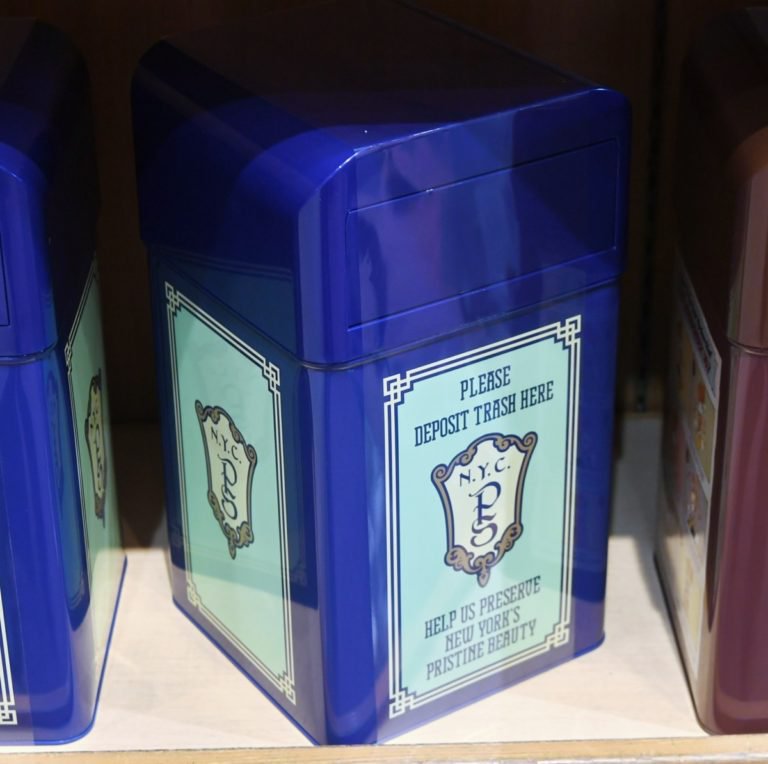 PLEASE
DEPOSIT TRASH HERE
N.Y.C.
PS
HELP US PRESERVE
NEW YORK'S
PRISTINE BEAUTY
N.Y.C.
PS